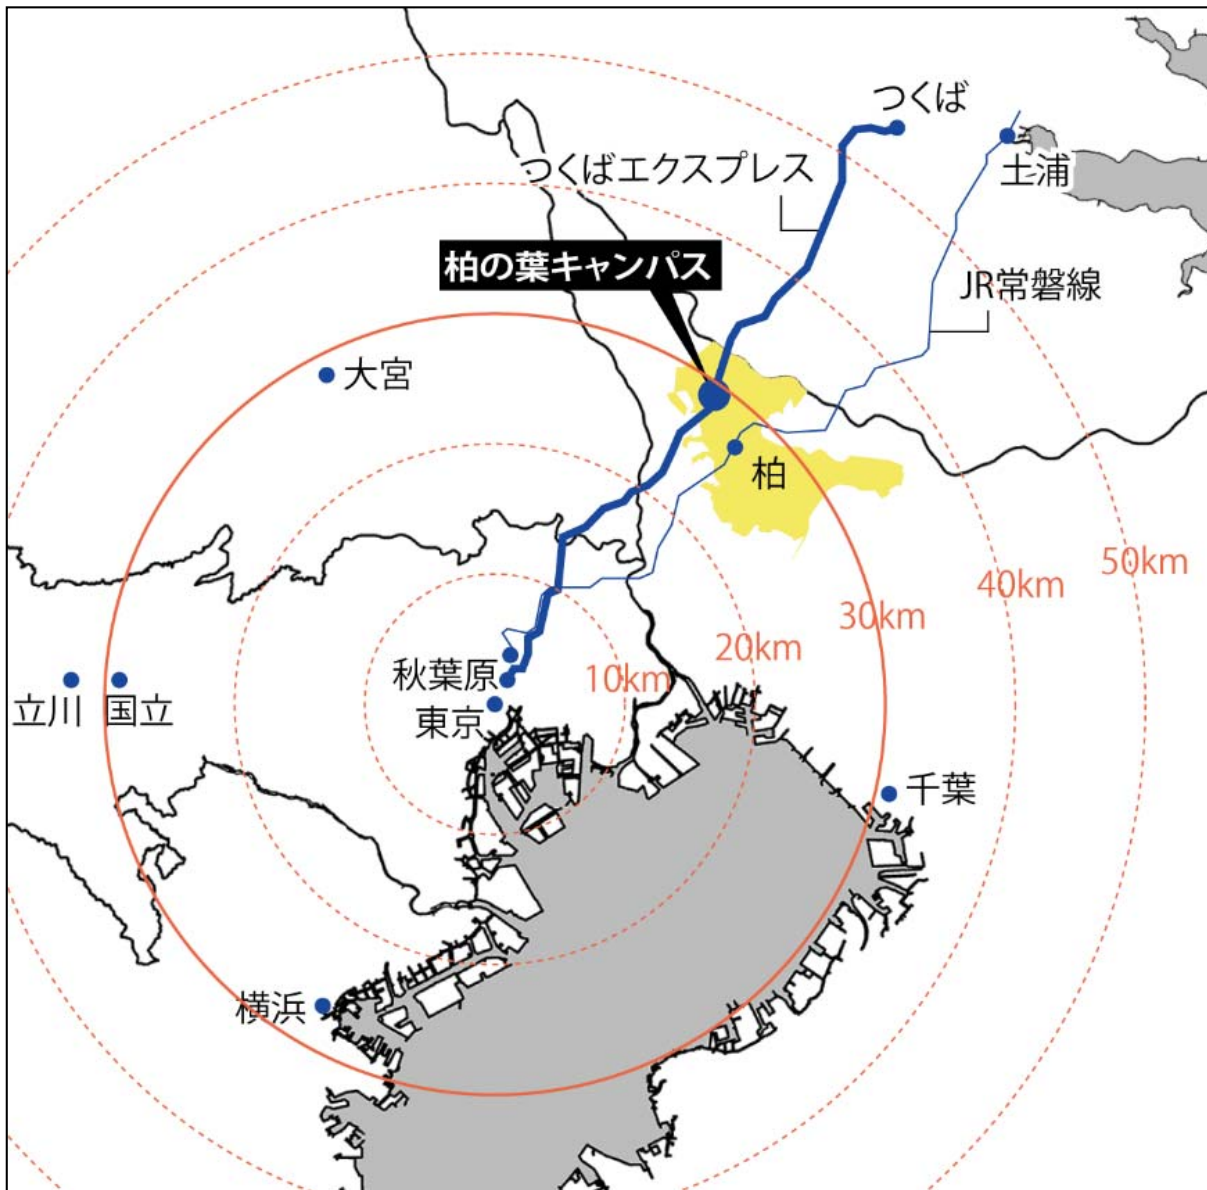 つくば
つくばエクスプレス
土浦
柏の葉キャンパス
JR常磐線
大宮
柏
50km
40km
30km
20km
10km
秋葉原
東京
立川
国立
千葉
横浜